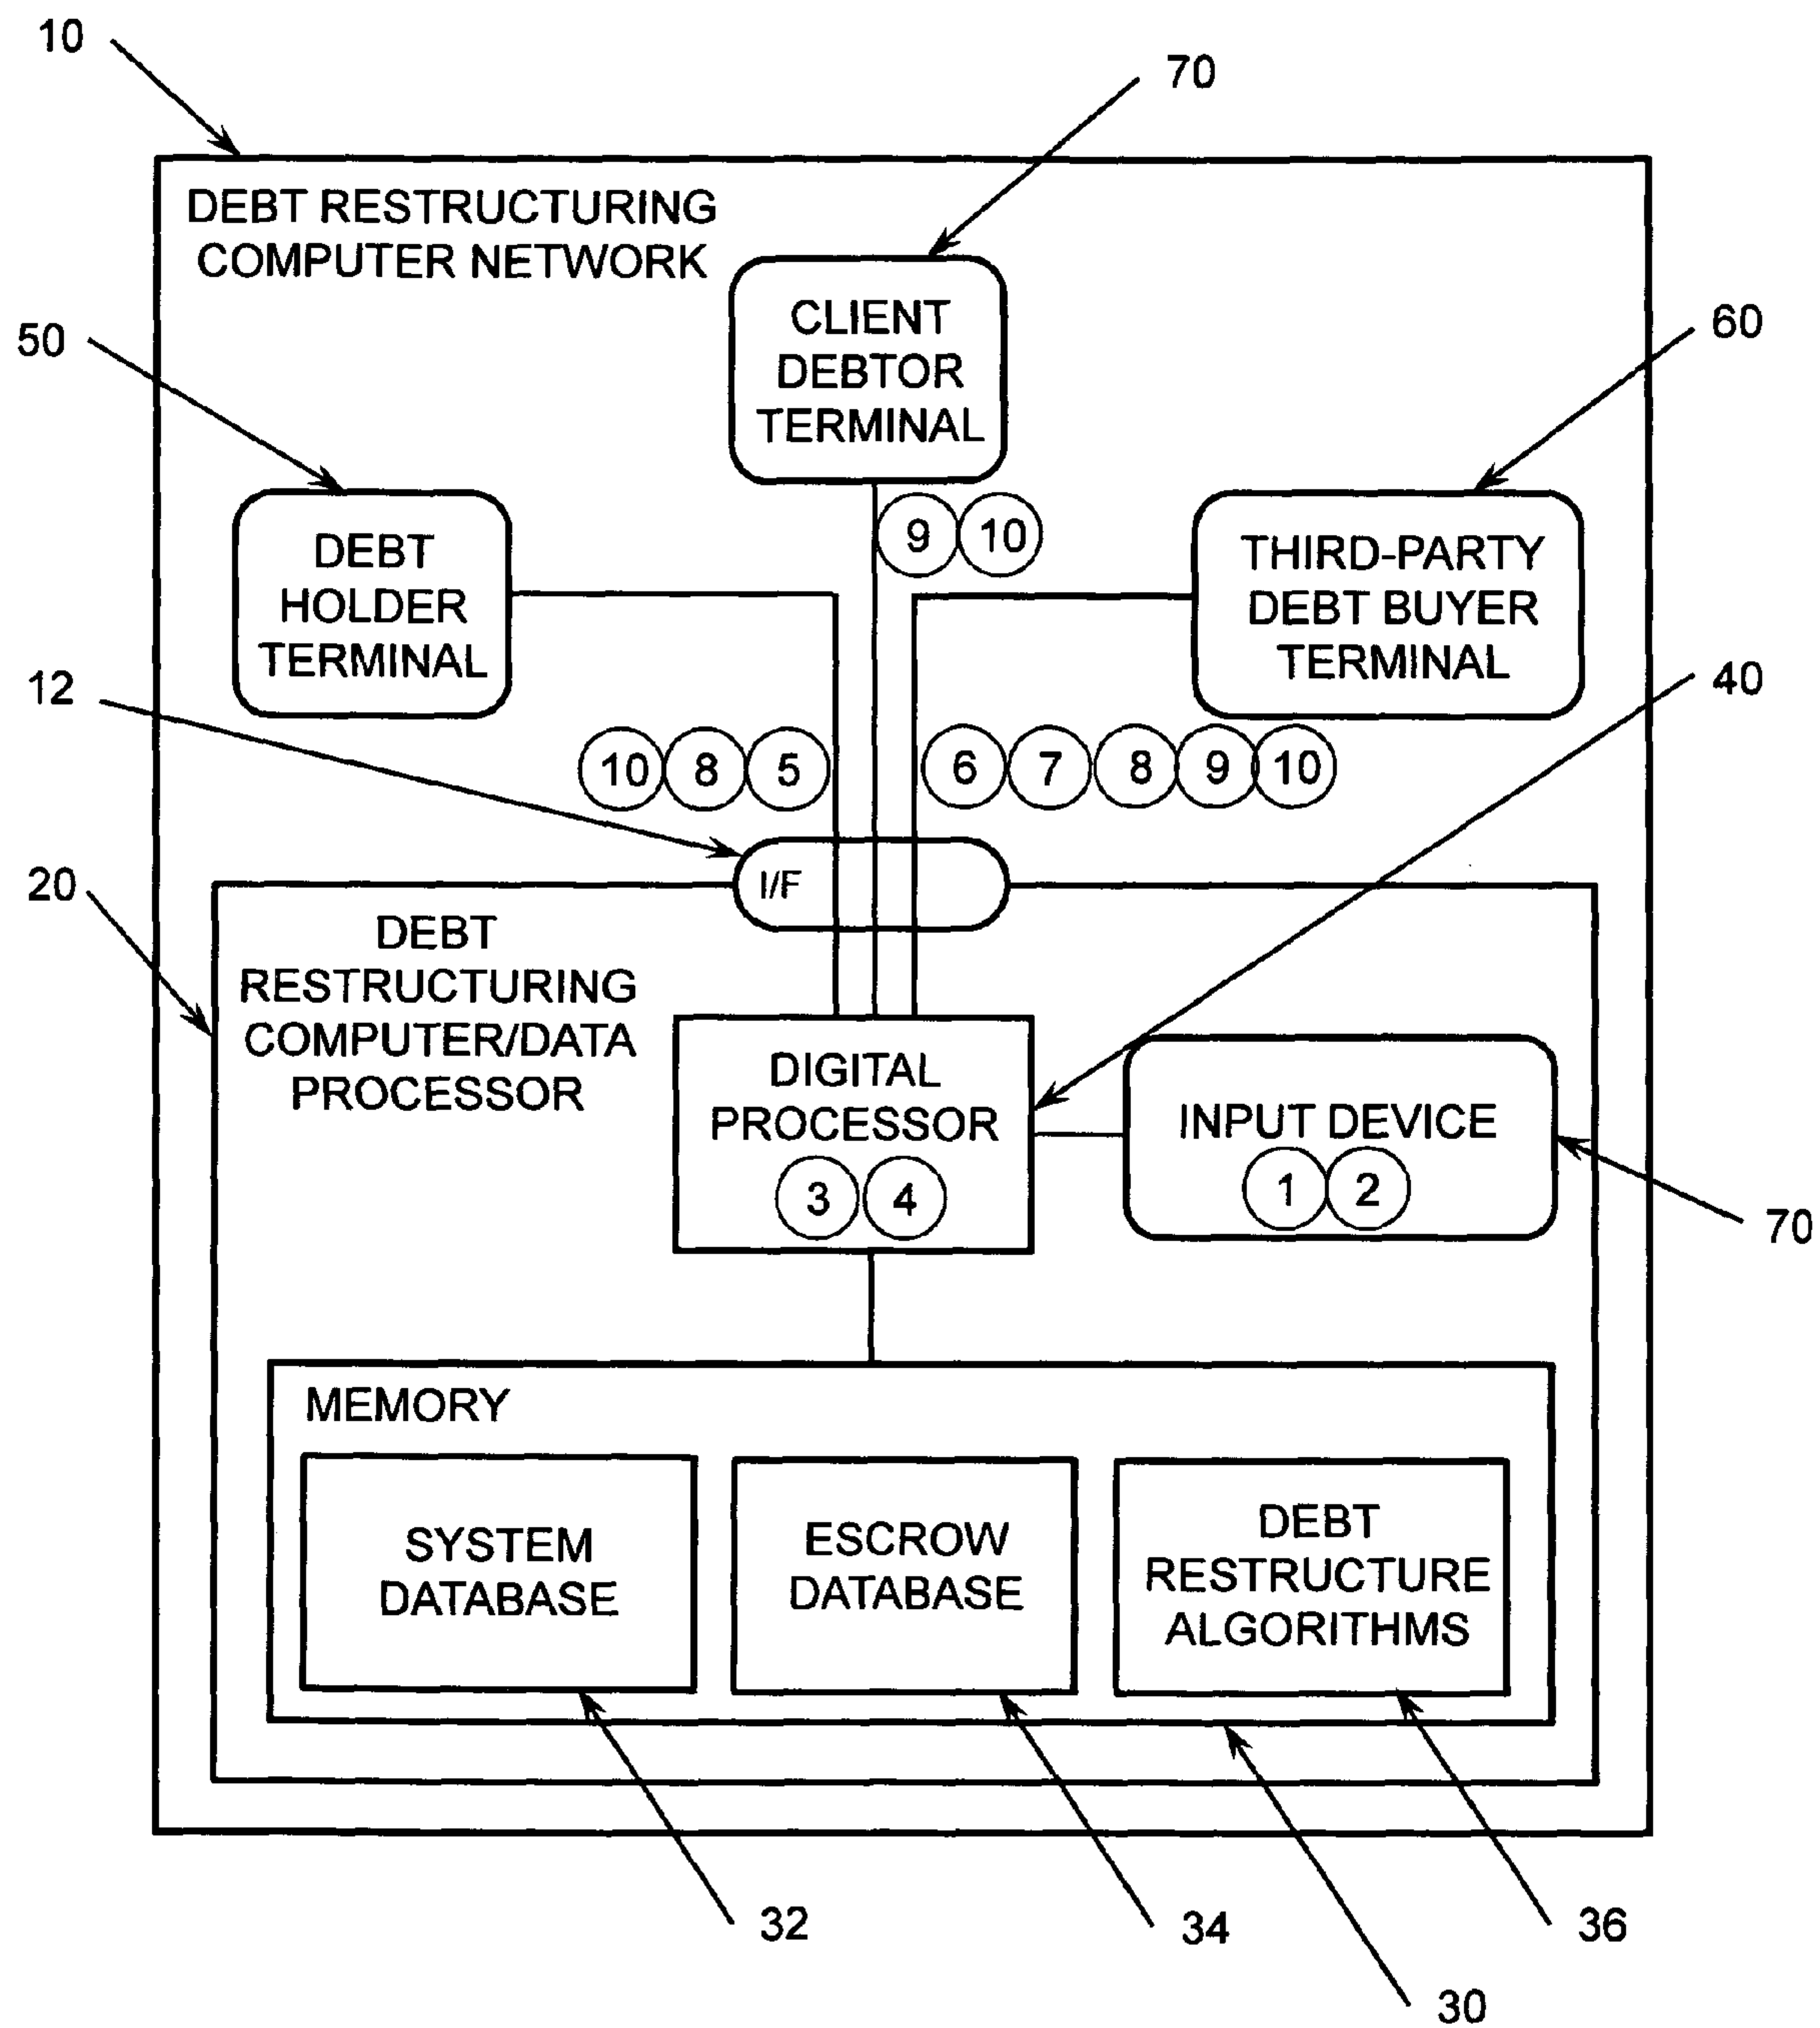 10
70
DEBT RESTRUCTURING
COMPUTER NETWORK
50
CLIENT
DEBTOR
TERMINAL
60
DEBT
HOLDER
TERMINAL
9 10
THIRD-PARTY
DEBT BUYER
TERMINAL
12
40
10 8 5
6 7 8 9 10
20
I/F
DEBT
RESTRUCTURING
COMPUTER/DATA
PROCESSOR
DIGITAL
PROCESSOR
3 4
INPUT DEVICE
1 2
70
MEMORY
SYSTEM
DATABASE
ESCROW
DATABASE
DEBT
RESTRUCTURE
ALGORITHMS
32
34
36
30